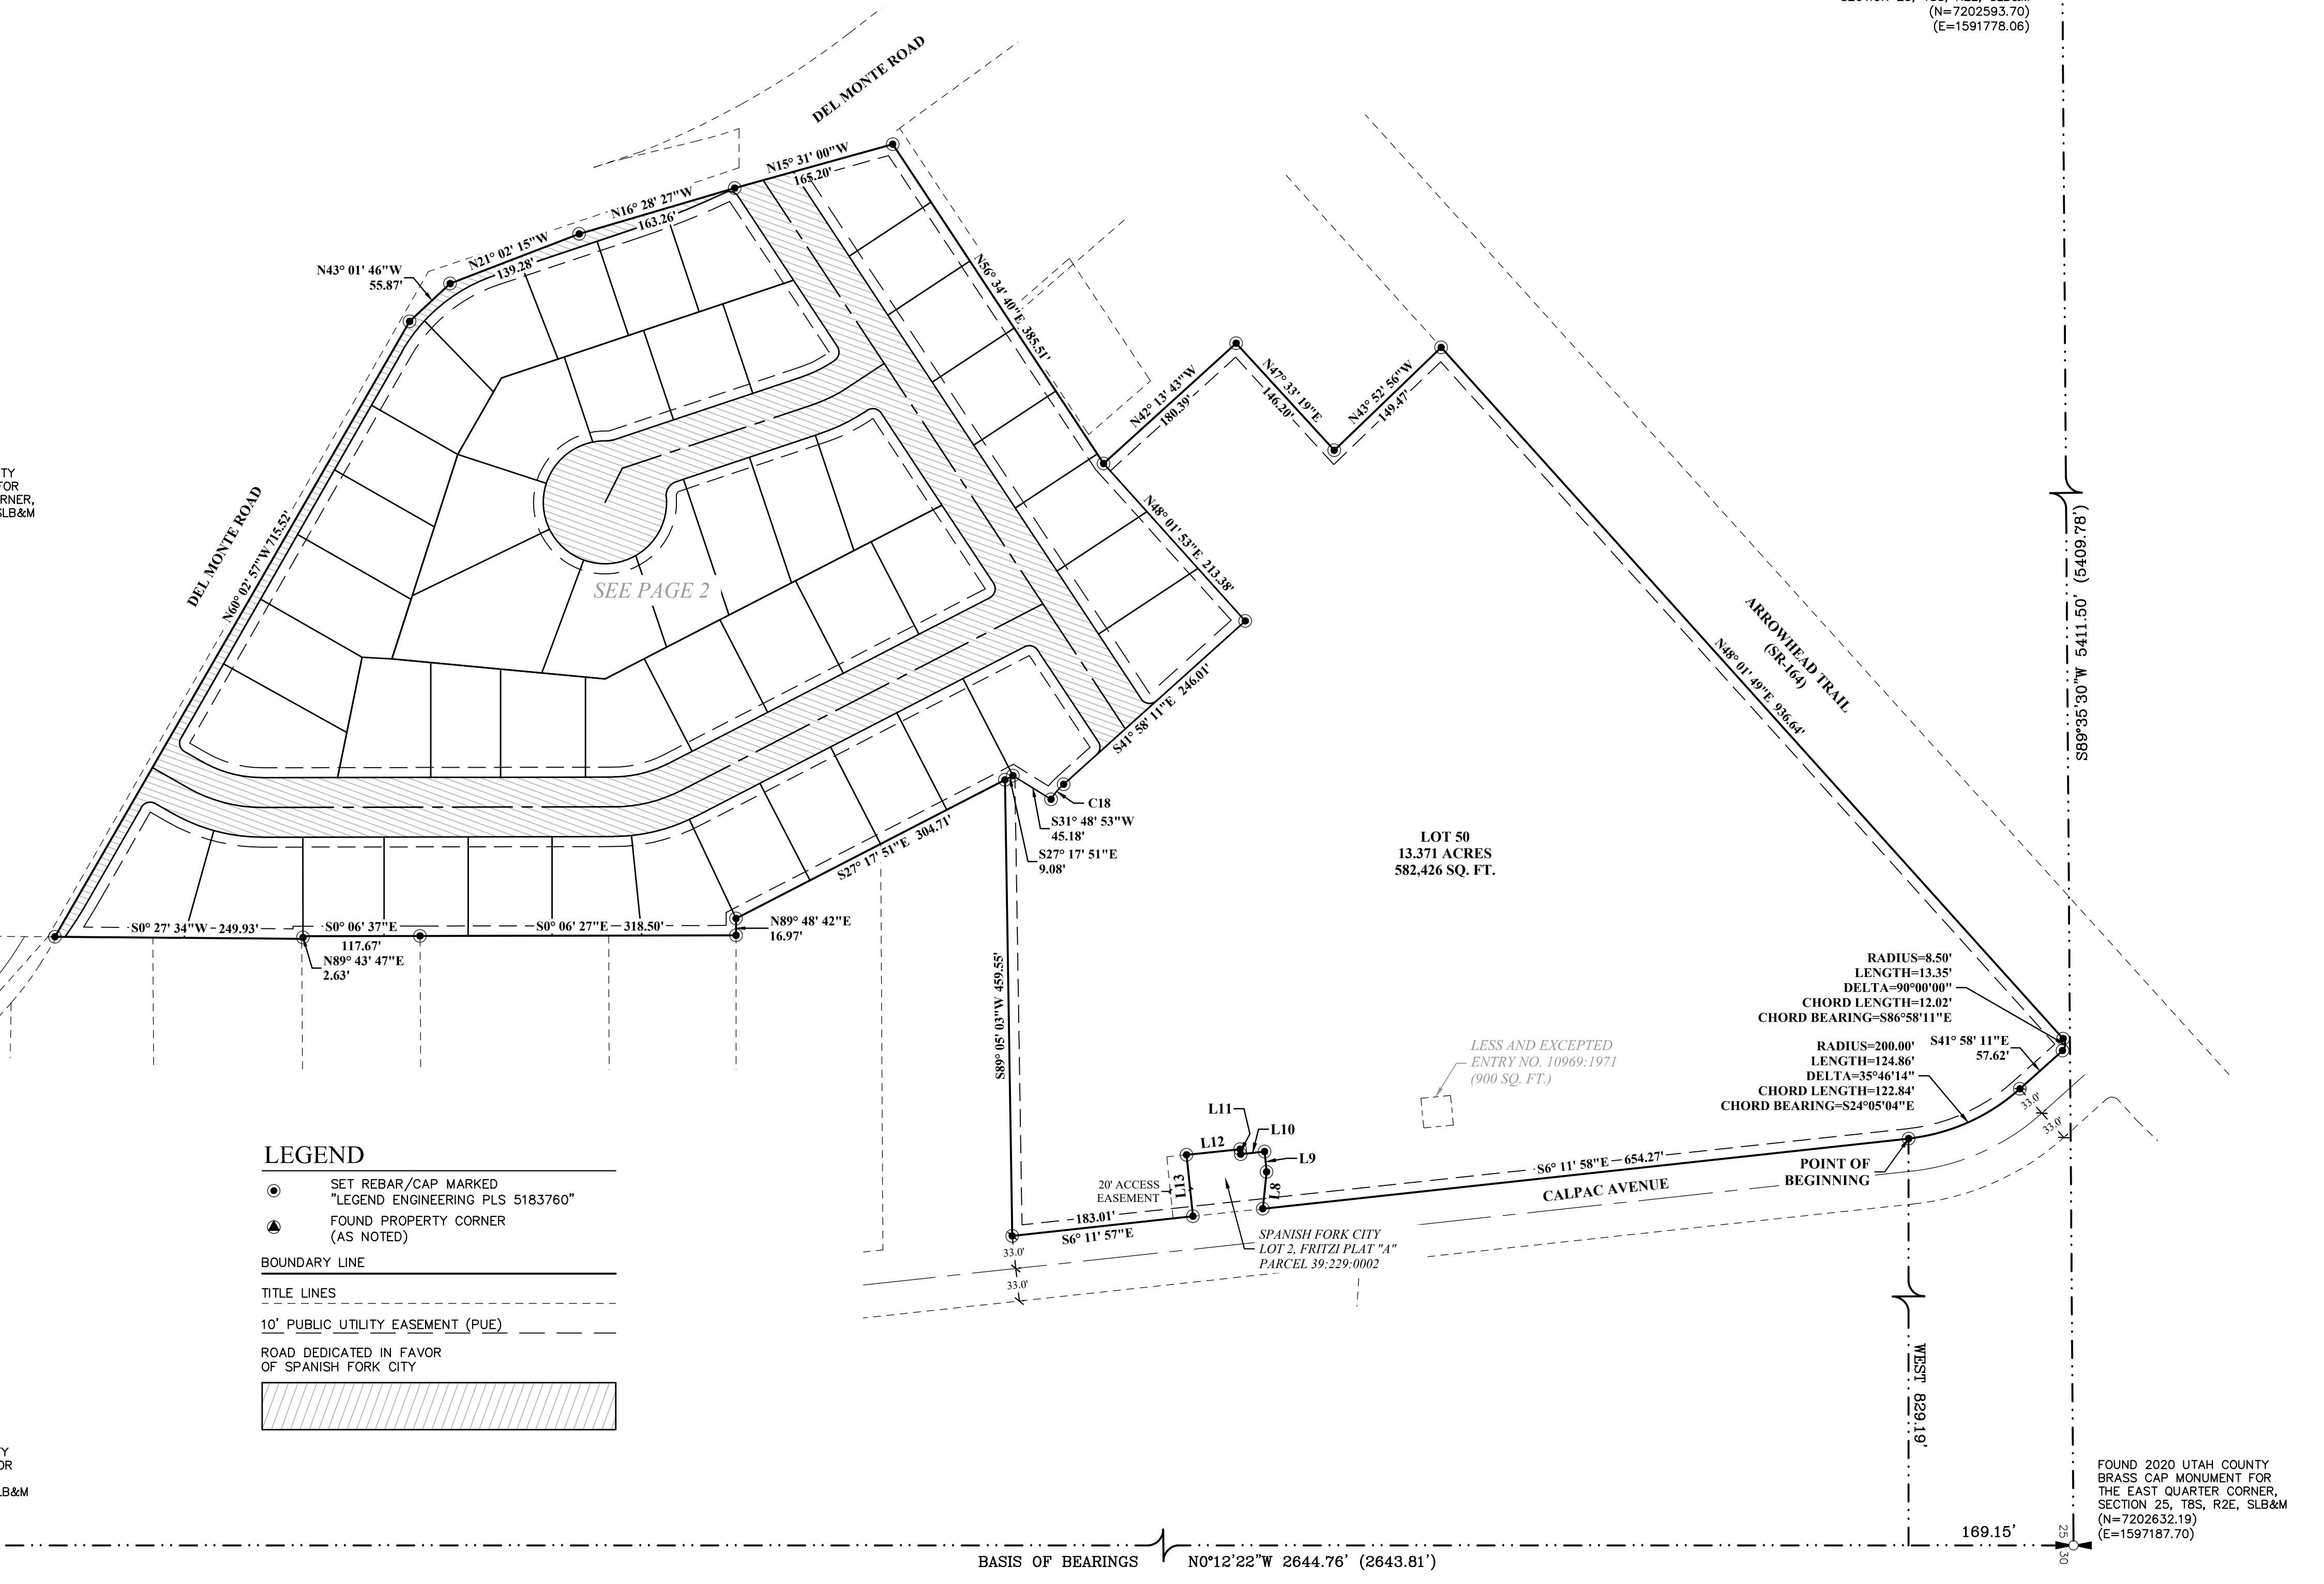 (N=7202593.70)
(E=1591778.06)
DEL MONTE ROAD
N15° 31' 00"W
165.20'
N16° 28' 27"W
163.26'
N21° 02' 15"W
139.28'
N43° 01' 46"W
55.87'
N56° 34' 40"E 385.51'
N42° 13' 43"W
180.39'
N47° 33' 19"E
146.20'
N43° 52' 56"W
149.47'
TY
FOR
RNER,
SLB&M
DEL MONTE ROAD
N60° 02' 57"W 715.52'
SEE PAGE 2
N48° 01' 53"E 213.38'
S41° 58' 11"E 246.01'
ARROWHEAD TRAIL
(SR-164)
N48° 01' 49"E 936.64'
S89°35'30"W 5411.50' (5409.78')
C18
S31° 48' 53"W
45.18'
S27° 17' 51"E
9.08'
S27° 17' 51"E 304.71'
LOT 50
13.371 ACRES
582,426 SQ. FT.
S0° 27' 34"W 249.93'
S0° 06' 37"E
117.67'
S0° 06' 27"E 318.50'
N89° 48' 42"E
16.97'
N89° 43' 47"E
2.63'
S89° 05' 03"W 459.55'
RADIUS=8.50'
LENGTH=13.35'
DELTA=90°00'00"
CHORD LENGTH=12.02'
CHORD BEARING=S86°58'11"E
S41° 58' 11"E
57.62'
RADIUS=200.00'
LENGTH=124.86'
DELTA=35°46'14"
CHORD LENGTH=122.84'
CHORD BEARING=S24°05'04"E
33.0'
33.0'
LESS AND EXCEPTED
ENTRY NO. 10969:1971
(900 SQ. FT.)
L11
L12
L10
L9
L8
L13
20' ACCESS
EASEMENT
S6° 11' 58"E 654.27'
POINT OF
BEGINNING
CALPAC AVENUE
183.01'
S6° 11' 57"E
33.0'
33.0'
SPANISH FORK CITY
LOT 2, FRITZI PLAT "A"
PARCEL 39:229:0002
LEGEND
SET REBAR/CAP MARKED
"LEGEND ENGINEERING PLS 5183760"
FOUND PROPERTY CORNER
(AS NOTED)
BOUNDARY LINE
TITLE LINES
10' PUBLIC UTILITY EASEMENT (PUE)
ROAD DEDICATED IN FAVOR
OF SPANISH FORK CITY
WEST 829.19'
TY
OR
LB&M
FOUND 2020 UTAH COUNTY
BRASS CAP MONUMENT FOR
THE EAST QUARTER CORNER,
SECTION 25, T8S, R2E, SLB&M
(N=7202632.19)
(E=1597187.70)
169.15'
25
30
BASIS OF BEARINGS N0°12'22"W 2644.76' (2643.81')